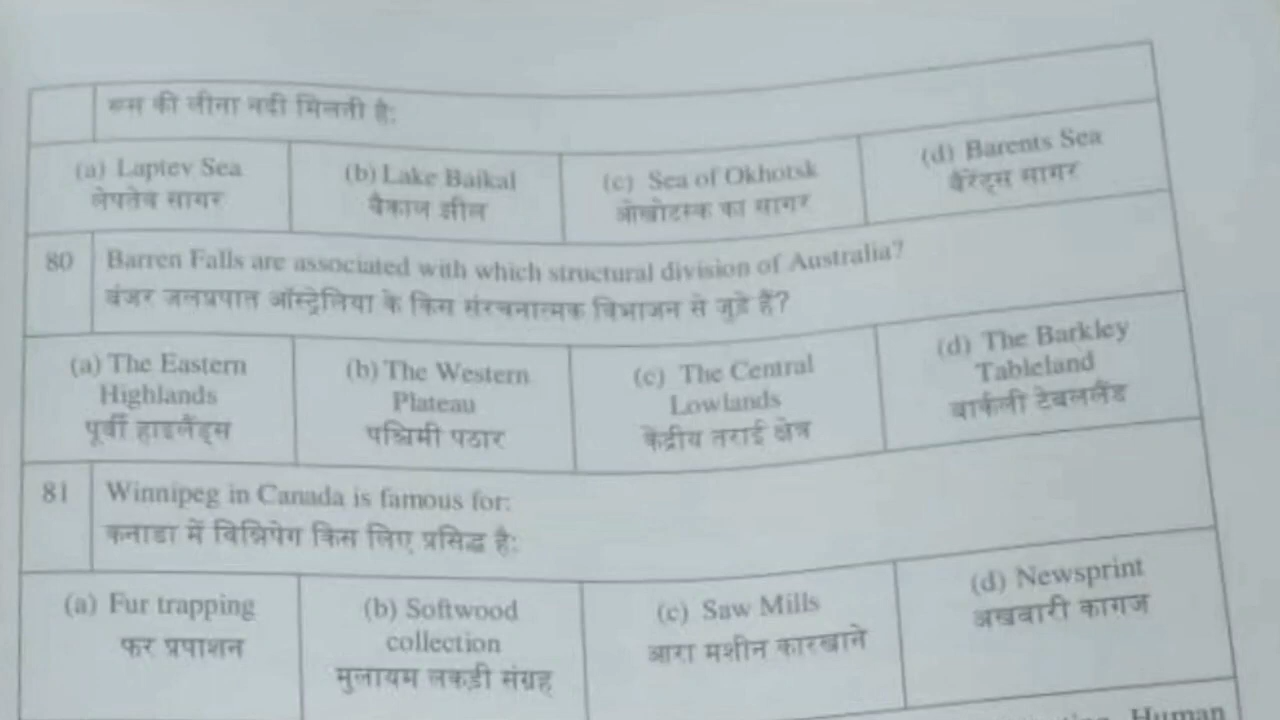 रूस की लीना नदी मिलती है:
(a) Laptev Sea
लेपतेव सागर
(b) Lake Baikal
बैकाल झील
(c) Sea of Okhotsk
ओखोटस्क का सागर
(d) Barents Sea
बैरेंट्स सागर
80 Barren Falls are associated with which structural division of Australia?
बंजर जलप्रपात ऑस्ट्रेलिया के किस संरचनात्मक विभाजन से जुड़े हैं?
(a) The Eastern
Highlands
पूर्वी हाइलैंड्स
(b) The Western
Plateau
पश्चिमी पठार
(c) The Central
Lowlands
केंद्रीय तराई क्षेत्र
(d) The Barkley
Tableland
बार्कली टेबललैंड
81 Winnipeg in Canada is famous for:
कनाडा में विन्निपेग किस लिए प्रसिद्ध है:
(a) Fur trapping
फर प्रपाशन
(b) Softwood
collection
मुलायम लकड़ी संग्रह
(c) Saw Mills
आरा मशीन कारखाने
(d) Newsprint
अखबारी कागज
Human